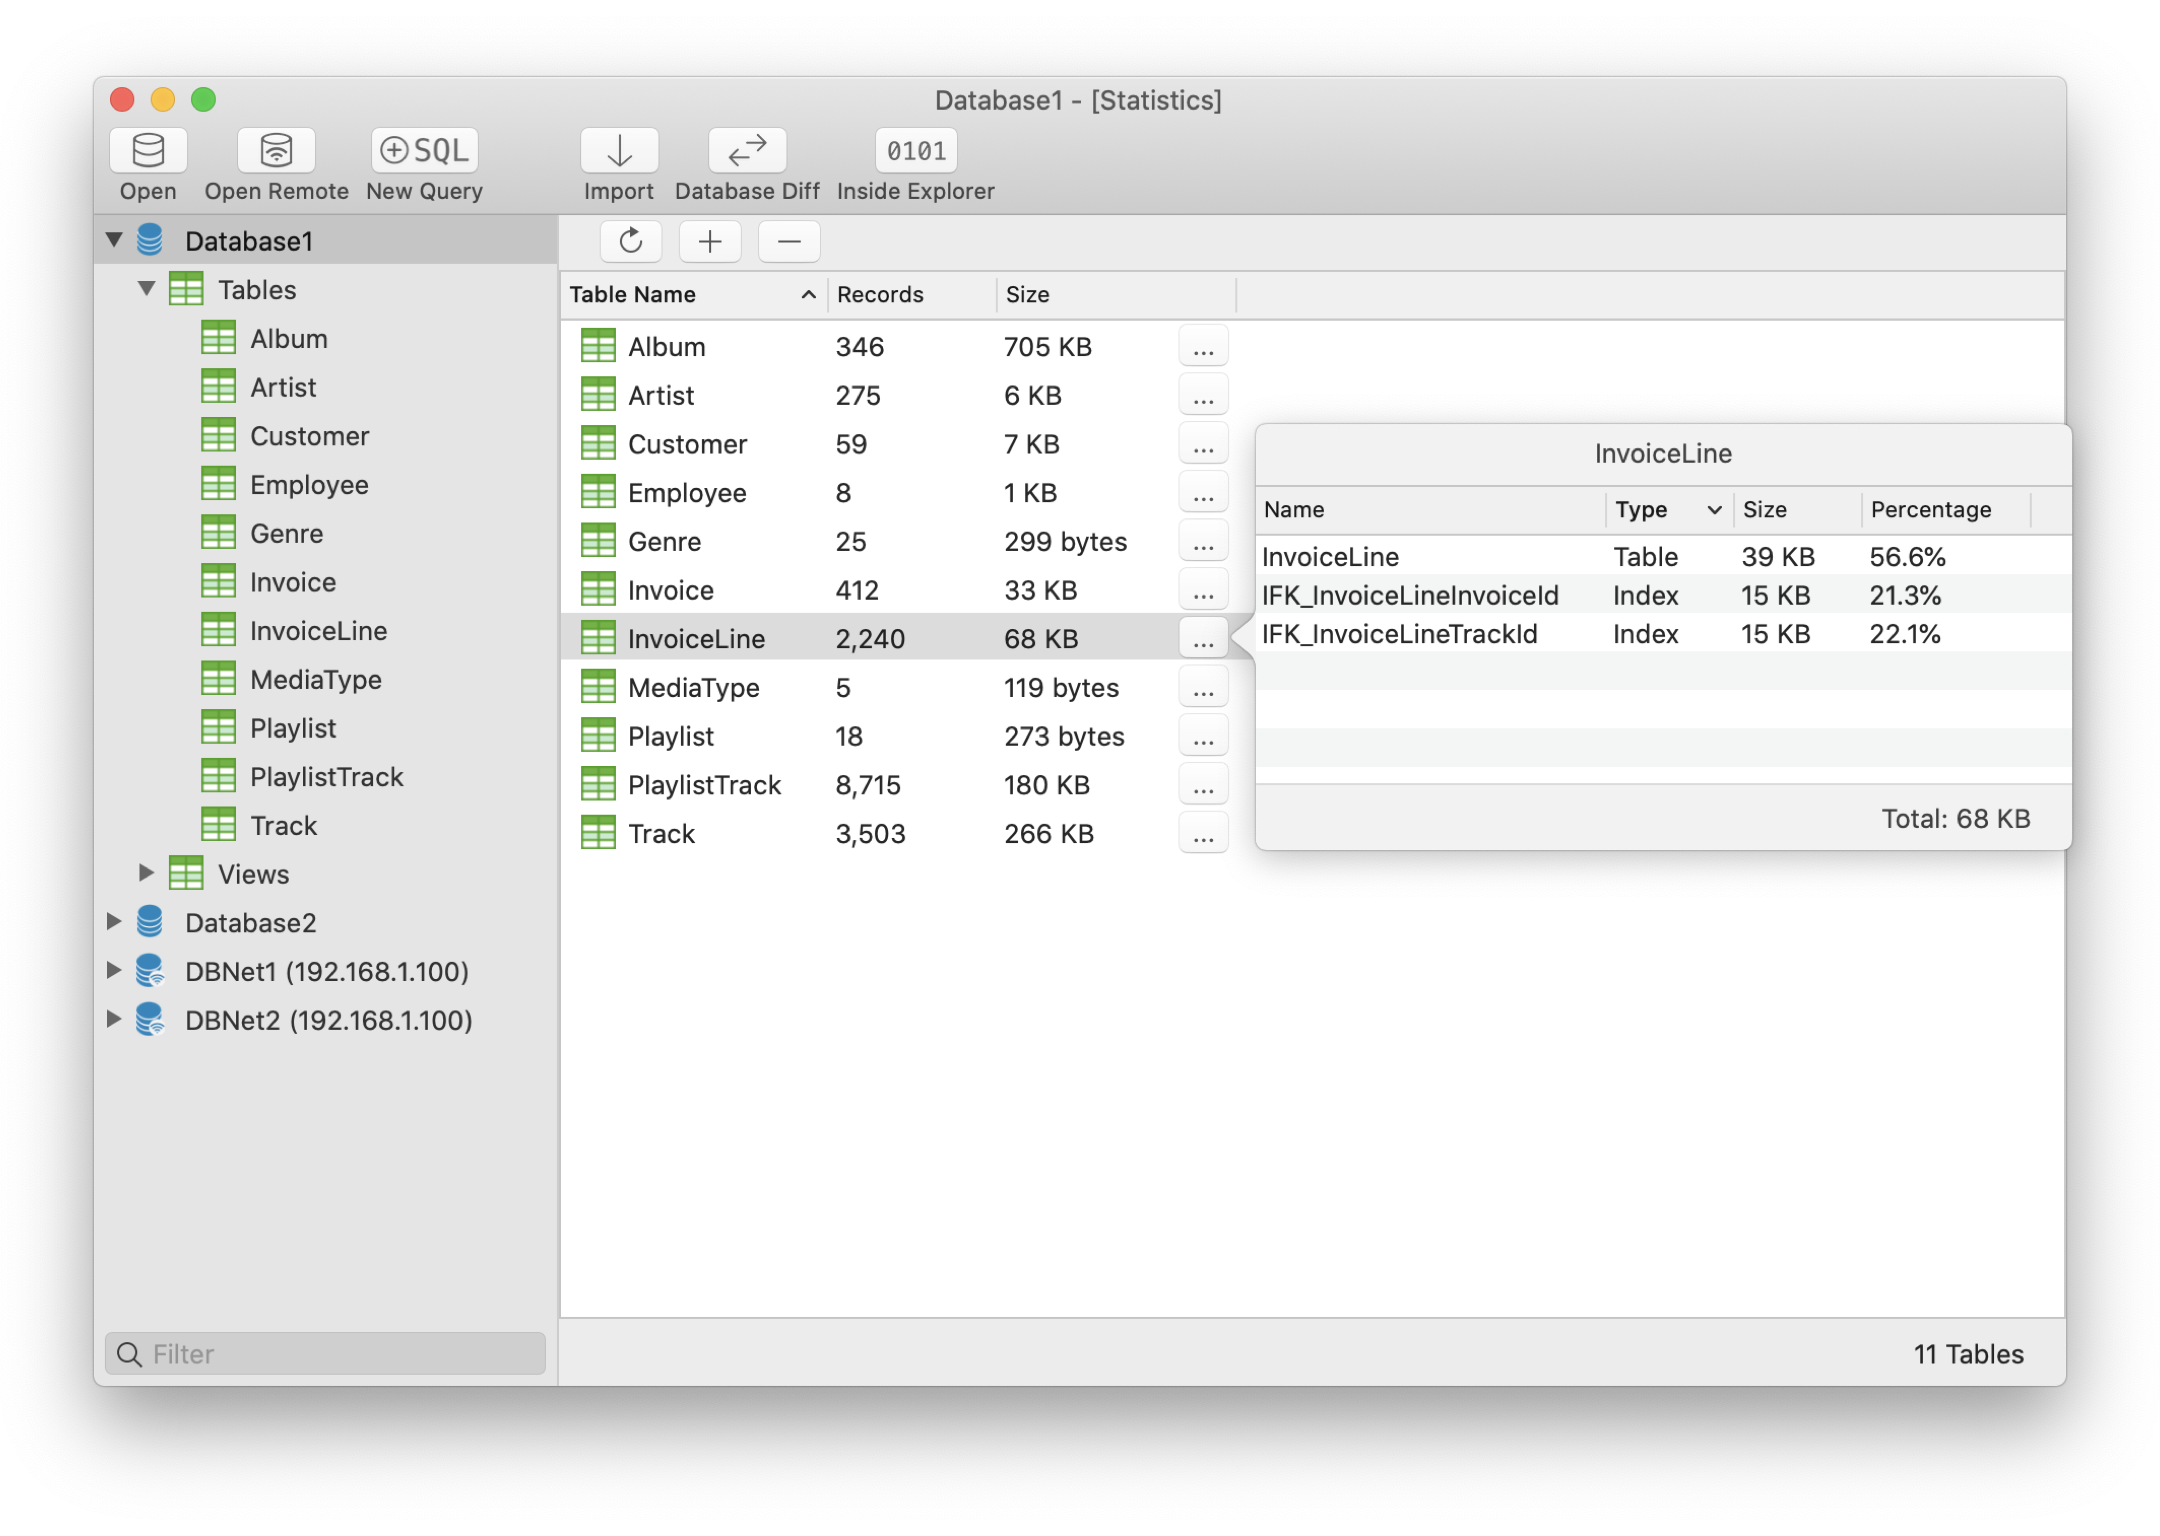 Database1 - [Statistics]
SQL 0101
Open Open Remote New Query Import Database Diff Inside Explorer
Database1
Tables
Album
Artist
Customer
Employee
Genre
Invoice
InvoiceLine
MediaType
Playlist
PlaylistTrack
Track
Views
Database2
DBNet1 (192.168.1.100)
DBNet2 (192.168.1.100)
Filter
Table Name Records Size
Album 346 705 KB ...
Artist 275 6 KB ...
Customer 59 7 KB ...
Employee 8 1 KB ...
Genre 25 299 bytes ...
Invoice 412 33 KB ...
InvoiceLine 2,240 68 KB ...
MediaType 5 119 bytes ...
Playlist 18 273 bytes ...
PlaylistTrack 8,715 180 KB ...
Track 3,503 266 KB ...
InvoiceLine
Name Type Size Percentage
InvoiceLine Table 39 KB 56.6%
IFK_InvoiceLineInvoiceId Index 15 KB 21.3%
IFK_InvoiceLineTrackId Index 15 KB 22.1%
Total: 68 KB
11 Tables